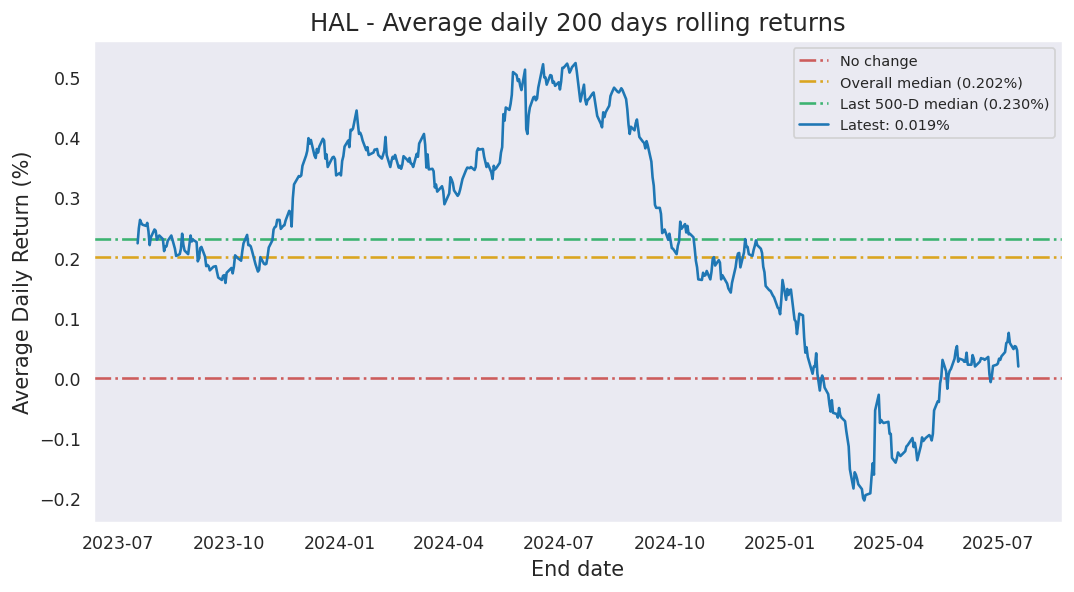 HAL - Average daily 200 days rolling returns
No change
Overall median (0.202%)
Last 500-D median (0.230%)
Latest: 0.019%
Average Daily Return (%)
0.5
0.4
0.3
0.2
0.1
0.0
−0.1
−0.2
2023-07
2023-10
2024-01
2024-04
2024-07
2024-10
2025-01
2025-04
2025-07
End date